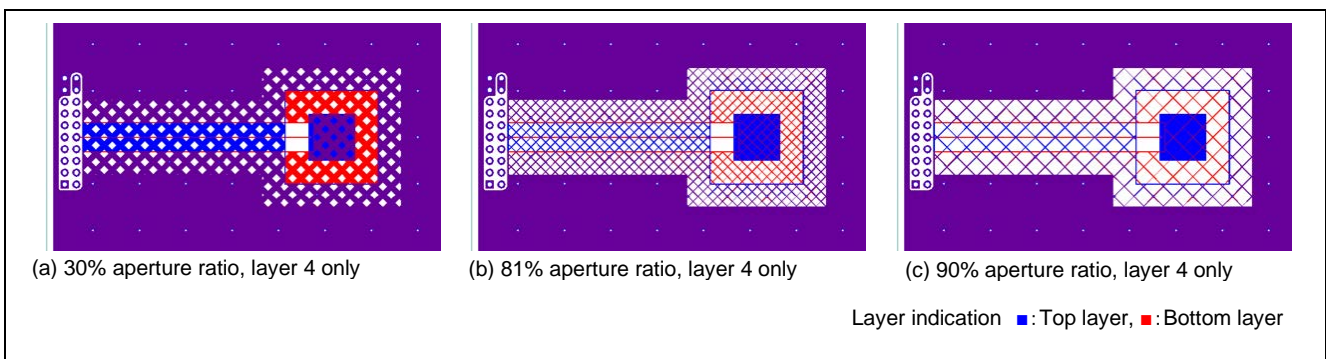 (a) 30% aperture ratio, layer 4 only
(b) 81% aperture ratio, layer 4 only
(c) 90% aperture ratio, layer 4 only
Layer indication ■:Top layer, ■:Bottom layer